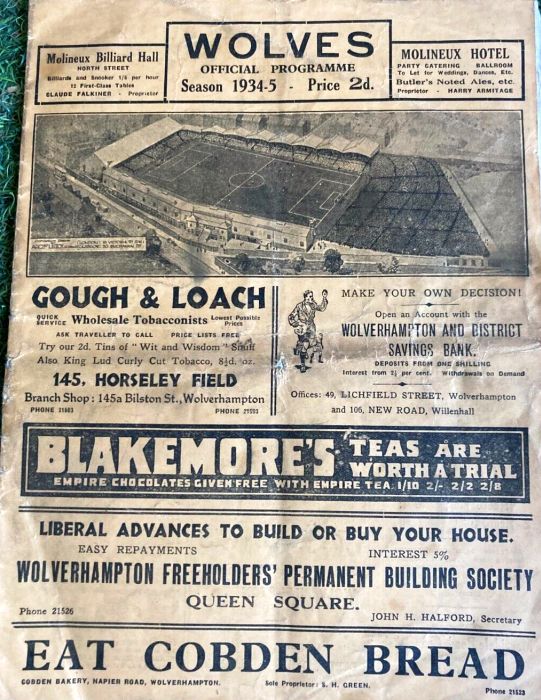 Molineux Billiard Hall
NORTH STREET
Billiards and Snooker 1/6 per hour
12 First-Class Tables
CLAUDE FALKINER - Proprietor
WOLVES
OFFICIAL PROGRAMME
Season 1934-5 - Price 2d.
MOLINEUX HOTEL
PARTY CATERING BALLROOM
To Let for Weddings, Dances, Etc.
Butler's Noted Ales, etc.
Proprietor - HARRY ARMITAGE
GOUGH & LOACH
QUICK SERVICE Wholesale Tobacconists Lowest Possible Prices
ASK TRAVELLER TO CALL PRICE LISTS FREE
Try our 2d. Tins of "Wit and Wisdom" Snuff
Also King Lud Curly Cut Tobacco, 8½d. oz.
145, HORSELEY FIELD
Branch Shop: 145a Bilston St., Wolverhampton
PHONE 21603 PHONE 21503
MAKE YOUR OWN DECISION!
Open an Account with the
WOLVERHAMPTON AND DISTRICT
SAVINGS BANK.
DEPOSITS FROM ONE SHILLING
Interest from 2½ per cent. Withdrawals on Demand
Offices: 49, LICHFIELD STREET, Wolverhampton
and 106, NEW ROAD, Willenhall
BLAKEMORE'S TEAS ARE
WORTH A TRIAL
EMPIRE CHOCOLATES GIVEN FREE WITH EMPIRE TEA 1/10 2/- 2/2 2/8
LIBERAL ADVANCES TO BUILD OR BUY YOUR HOUSE.
EASY REPAYMENTS INTEREST 5%
WOLVERHAMPTON FREEHOLDERS' PERMANENT BUILDING SOCIETY
QUEEN SQUARE.
Phone 21526 JOHN H. HALFORD, Secretary
EAT COBDEN BREAD
COBDEN BAKERY, NAPIER ROAD, WOLVERHAMPTON. Sole Proprietor: S. H. GREEN. Phone 21523